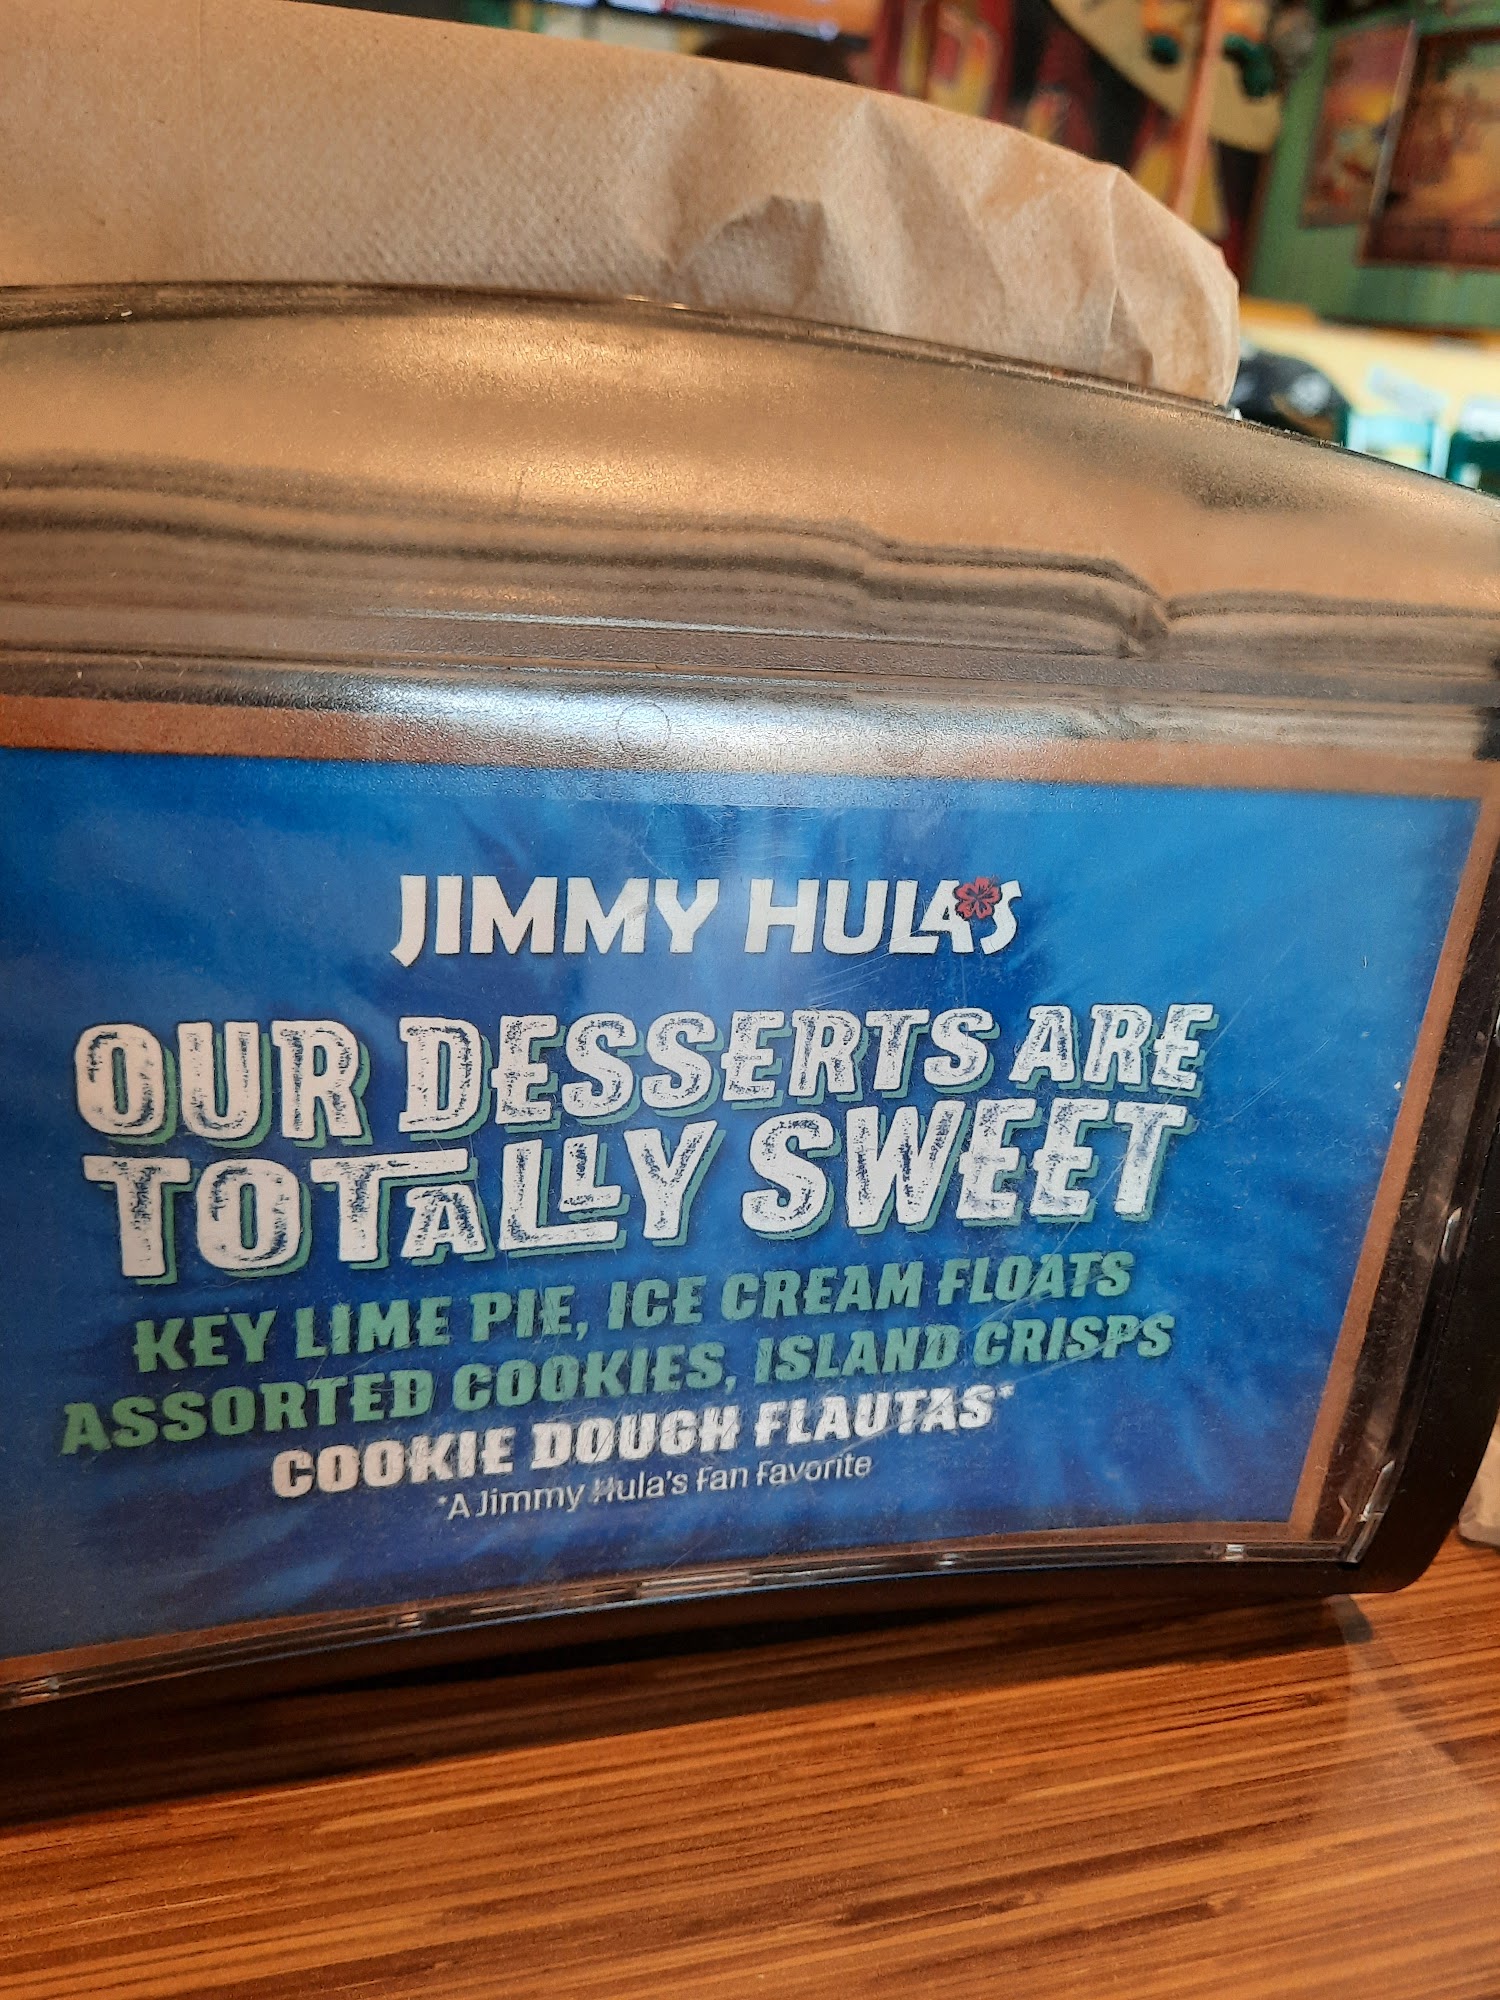 JIMMY HULA'S
OUR DESSERTS ARE
TOTALLY SWEET
KEY LIME PIE, ICE CREAM FLOATS
ASSORTED COOKIES, ISLAND CRISPS
COOKIE DOUGH FLAUTAS*
*A Jimmy Hula's Fan Favorite